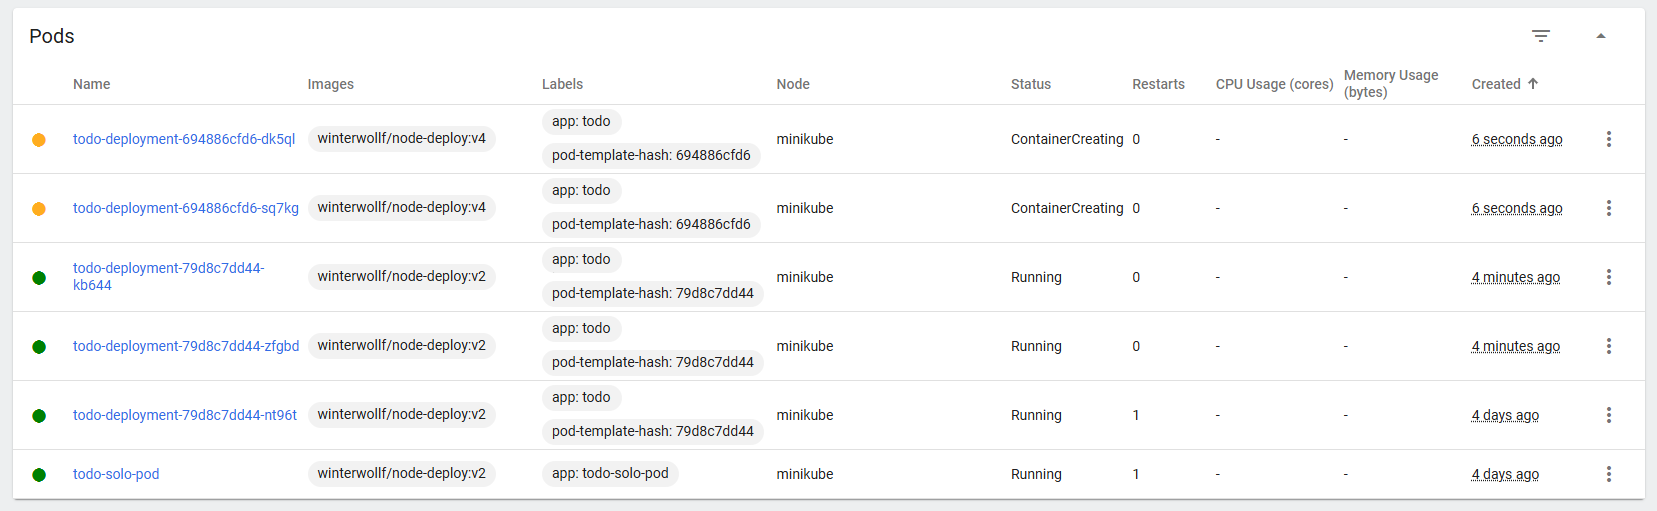 Pods
Name Images Labels Node Status Restarts CPU Usage (cores) Memory Usage (bytes) Created
todo-deployment-694886cfd6-dk5ql winterwollf/node-deploy:v4 app: todo pod-template-hash: 694886cfd6 minikube ContainerCreating 0 - - 6 seconds ago
todo-deployment-694886cfd6-sq7kg winterwollf/node-deploy:v4 app: todo pod-template-hash: 694886cfd6 minikube ContainerCreating 0 - - 6 seconds ago
todo-deployment-79d8c7dd44-kb644 winterwollf/node-deploy:v2 app: todo pod-template-hash: 79d8c7dd44 minikube Running 0 - - 4 minutes ago
todo-deployment-79d8c7dd44-zfgbd winterwollf/node-deploy:v2 app: todo pod-template-hash: 79d8c7dd44 minikube Running 0 - - 4 minutes ago
todo-deployment-79d8c7dd44-nt96t winterwollf/node-deploy:v2 app: todo pod-template-hash: 79d8c7dd44 minikube Running 1 - - 4 days ago
todo-solo-pod winterwollf/node-deploy:v2 app: todo-solo-pod minikube Running 1 - - 4 days ago